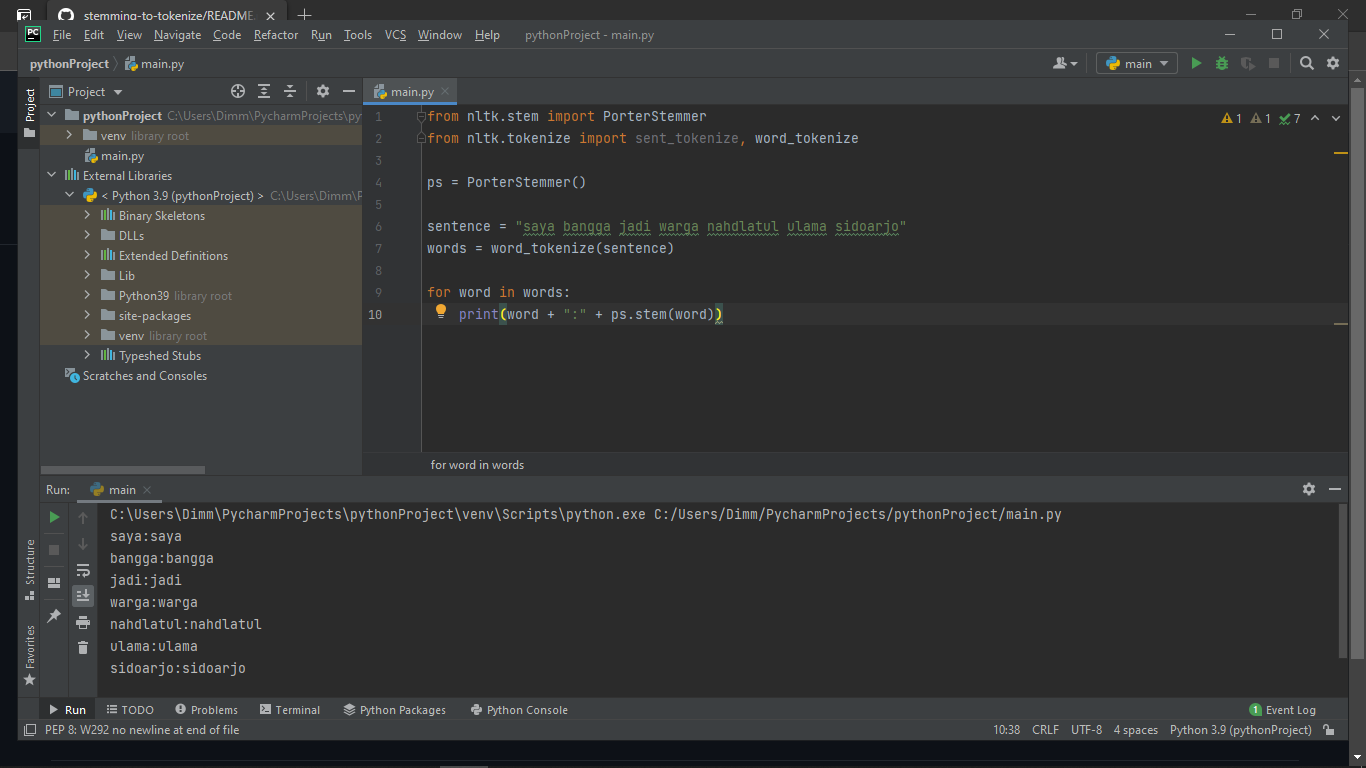 stemming-to-tokenize/README.
PC File Edit View Navigate Code Refactor Run Tools VCS Window Help pythonProject - main.py
pythonProject main.py main
Project main.py
Project
pythonProject C:\Users\Dimm\PycharmProjects\py
venv library root
main.py
External Libraries
< Python 3.9 (pythonProject) > C:\Users\Dimm\P
Binary Skeletons
DLLs
Extended Definitions
Lib
Python39 library root
site-packages
venv library root
Typeshed Stubs
Scratches and Consoles
1 from nltk.stem import PorterStemmer 1 1 7
2 from nltk.tokenize import sent_tokenize, word_tokenize
3
4 ps = PorterStemmer()
5
6 sentence = "saya bangga jadi warga nahdlatul ulama sidoarjo"
7 words = word_tokenize(sentence)
8
9 for word in words:
10 print(word + ":" + ps.stem(word))
for word in words
Run: main
C:\Users\Dimm\PycharmProjects\pythonProject\venv\Scripts\python.exe C:/Users/Dimm/PycharmProjects/pythonProject/main.py
saya:saya
bangga:bangga
jadi:jadi
warga:warga
nahdlatul:nahdlatul
ulama:ulama
sidoarjo:sidoarjo
Structure
Favorites
Run TODO Problems Terminal Python Packages Python Console 1 Event Log
PEP 8: W292 no newline at end of file 10:38 CRLF UTF-8 4 spaces Python 3.9 (pythonProject)